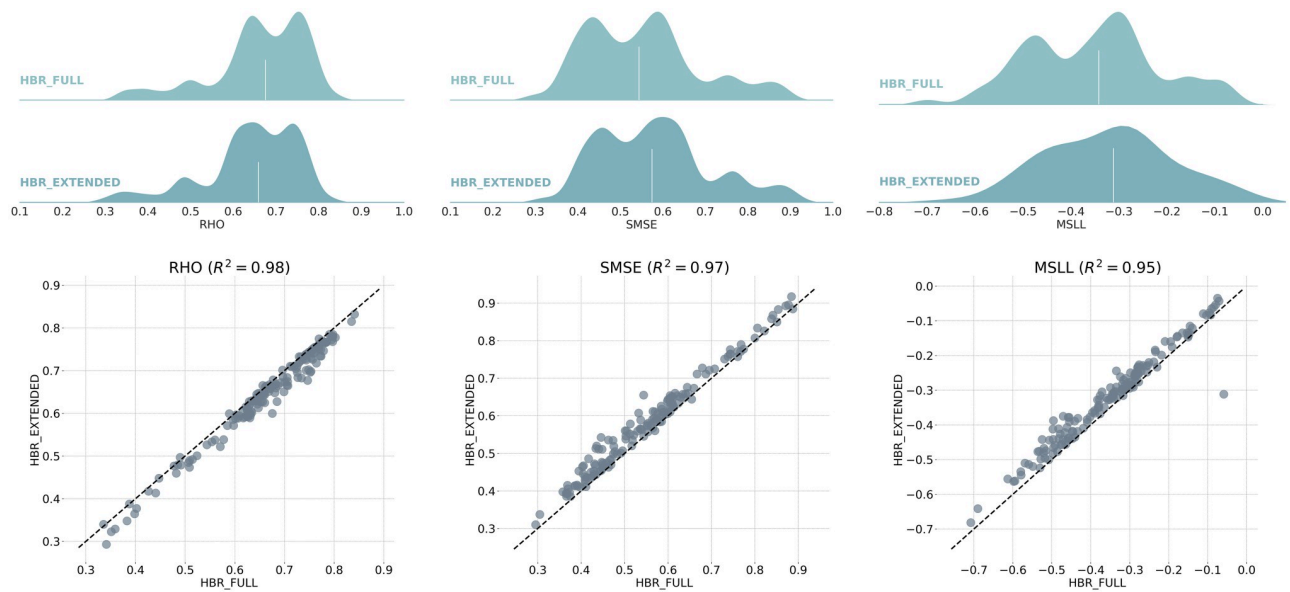 HBR_FULL
HBR_FULL
HBR_FULL
HBR_EXTENDED
HBR_EXTENDED
HBR_EXTENDED
0.1 0.2 0.3 0.4 0.5 0.6 0.7 0.8 0.9 1.0
0.1 0.2 0.3 0.4 0.5 0.6 0.7 0.8 0.9 1.0
−0.8 −0.7 −0.6 −0.5 −0.4 −0.3 −0.2 −0.1 0.0
RHO
SMSE
MSLL
RHO (R² = 0.98)
0.9
0.8
0.7
0.6
0.5
0.4
0.3
HBR_EXTENDED
0.3 0.4 0.5 0.6 0.7 0.8 0.9
HBR_FULL
SMSE (R² = 0.97)
0.9
0.8
0.7
0.6
0.5
0.4
0.3
HBR_EXTENDED
0.3 0.4 0.5 0.6 0.7 0.8 0.9
HBR_FULL
MSLL (R² = 0.95)
0.0
−0.1
−0.2
−0.3
−0.4
−0.5
−0.6
−0.7
HBR_EXTENDED
−0.7 −0.6 −0.5 −0.4 −0.3 −0.2 −0.1 0.0
HBR_FULL